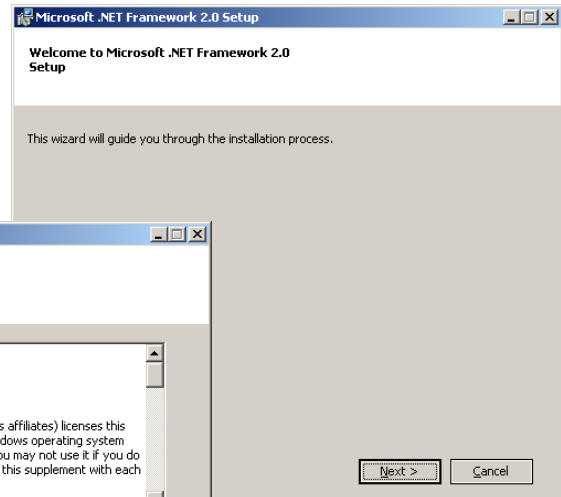 Microsoft .NET Framework 2.0 Setup
Welcome to Microsoft .NET Framework 2.0
Setup
This wizard will guide you through the installation process.
s affiliates) licenses this
dows operating system
ou may not use it if you do
this supplement with each
Next >
Cancel